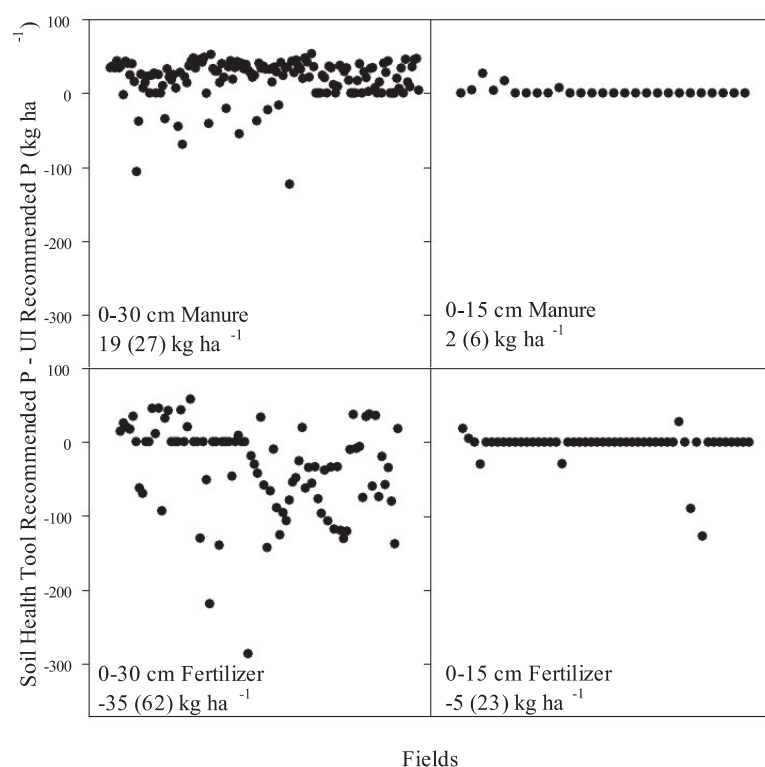 Soil Health Tool Recommended P - UI Recommended P (kg ha -1)
100
0
-100
-200
-300
0-30 cm Manure
19 (27) kg ha -1
0-15 cm Manure
2 (6) kg ha -1
100
0
-100
-200
-300
0-30 cm Fertilizer
-35 (62) kg ha -1
0-15 cm Fertilizer
-5 (23) kg ha -1
Fields